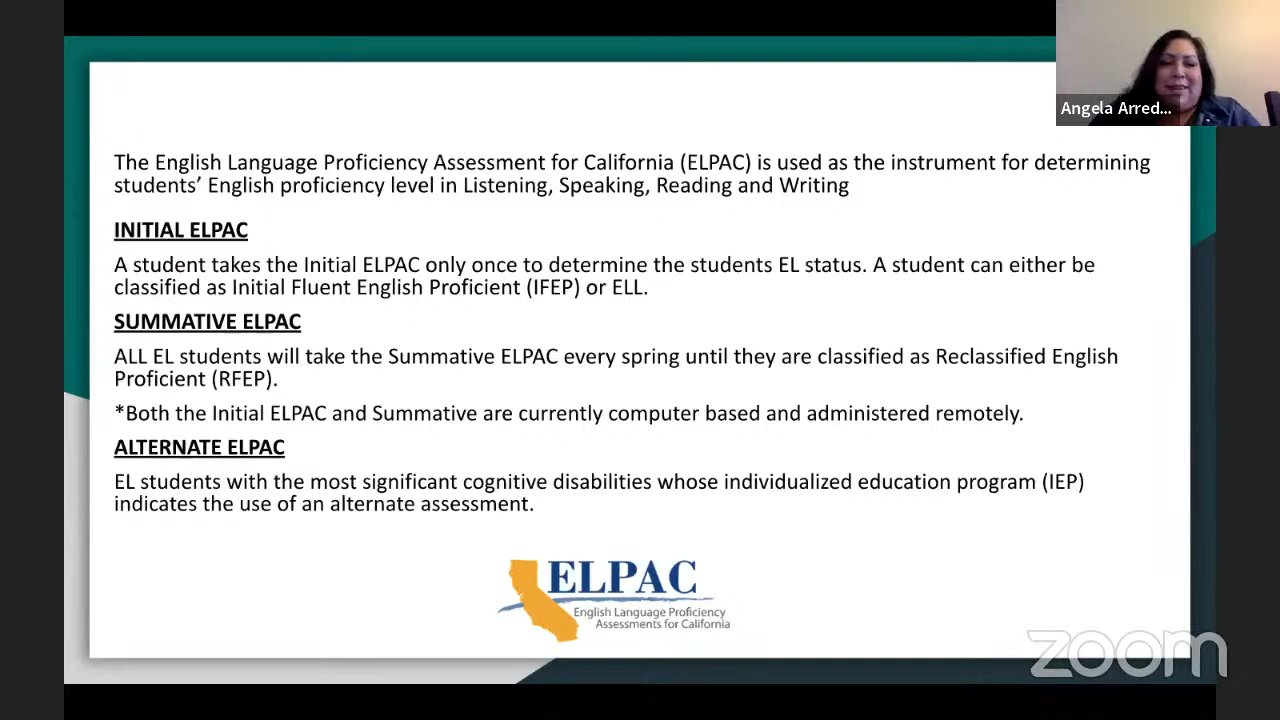 Angela Arred...
The English Language Proficiency Assessment for California (ELPAC) is used as the instrument for determining
students’ English proficiency level in Listening, Speaking, Reading and Writing
INITIAL ELPAC
A student takes the Initial ELPAC only once to determine the students EL status. A student can either be
classified as Initial Fluent English Proficient (IFEP) or ELL.
SUMMATIVE ELPAC
ALL EL students will take the Summative ELPAC every spring until they are classified as Reclassified English
Proficient (RFEP).
*Both the Initial ELPAC and Summative are currently computer based and administered remotely.
ALTERNATE ELPAC
EL students with the most significant cognitive disabilities whose individualized education program (IEP)
indicates the use of an alternate assessment.
ELPAC
English Language Proficiency
Assessments for California
zoom